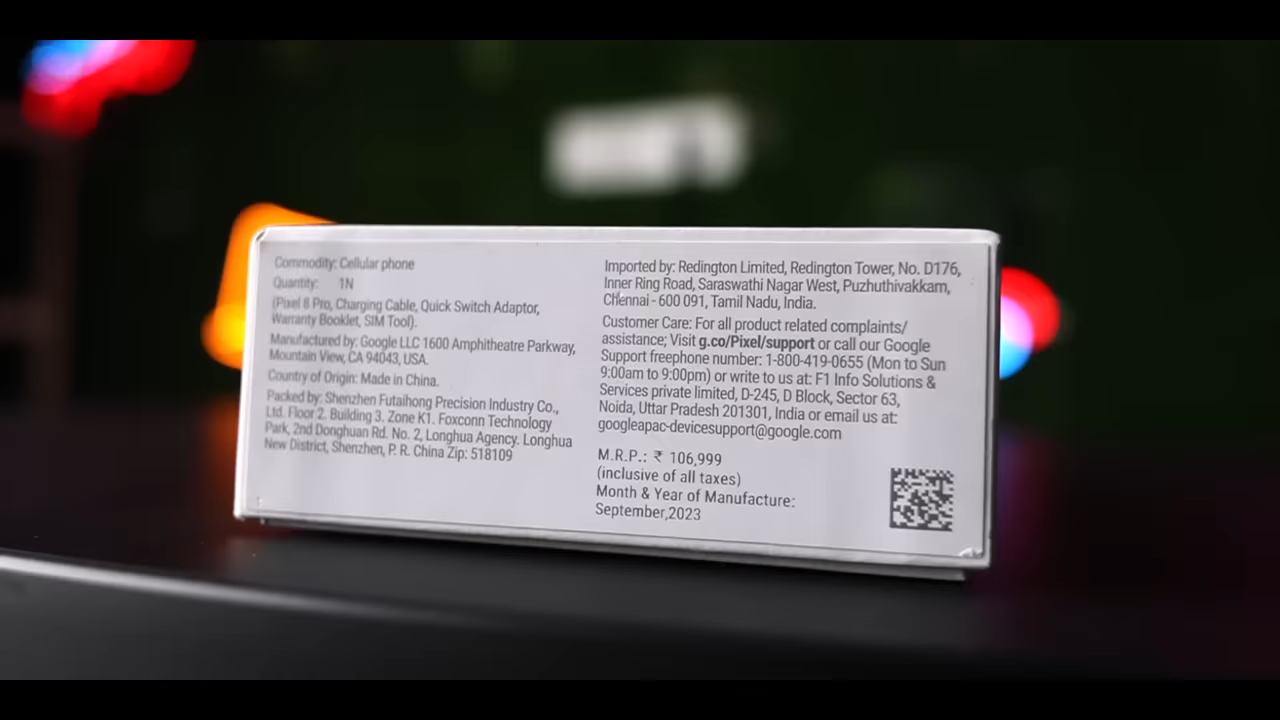 Commodity: Cellular phone
Quantity: 1N
(Pixel 8 Pro, Charging Cable, Quick Switch Adaptor,
Warranty Booklet, SIM Tool).
Manufactured by: Google LLC 1600 Amphitheatre Parkway,
Mountain View, CA 94043, USA.
Country of Origin: Made in China.
Packed by: Shenzhen Futaihong Precision Industry Co.,
Ltd. Floor 2. Building 3. Zone K1. Foxconn Technology
Park, 2nd Donghuan Rd. No. 2, Longhua Agency. Longhua
New District, Shenzhen, P. R. China Zip: 518109
Imported by: Redington Limited, Redington Tower, No. D176,
Inner Ring Road, Saraswathi Nagar West, Puzhuthivakkam,
Chennai - 600 091, Tamil Nadu, India.
Customer Care: For all product related complaints/
assistance; Visit g.co/Pixel/support or call our Google
Support freephone number: 1-800-419-0655 (Mon to Sun
9:00am to 9:00pm) or write to us at: F1 Info Solutions &
Services private limited, D-245, D Block, Sector 63,
Noida, Uttar Pradesh 201301, India or email us at:
googleapac-devicesupport@google.com
M.R.P.: ₹ 106,999
(inclusive of all taxes)
Month & Year of Manufacture:
September,2023